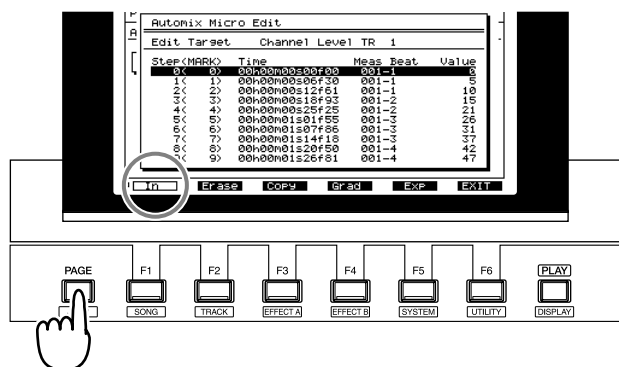 Automix Micro Edit
Edit Target Channel Level TR 1
Step(MARK) Time Meas Beat Value
0( 0) 00h00m00s00f00 001-1 0
1( 1) 00h00m00s06f30 001-1 5
2( 2) 00h00m00s12f61 001-1 10
3( 3) 00h00m00s18f93 001-2 15
4( 4) 00h00m00s25f25 001-2 21
5( 5) 00h00m01s01f55 001-3 26
6( 6) 00h00m01s07f86 001-3 31
7( 7) 00h00m01s14f18 001-3 37
8( 8) 00h00m01s20f50 001-4 42
9( 9) 00h00m01s26f81 001-4 47
In Erase Copy Grad Exp EXIT
PAGE F1 F2 F3 F4 F5 F6 PLAY
SONG TRACK EFFECT A EFFECT B SYSTEM UTILITY DISPLAY